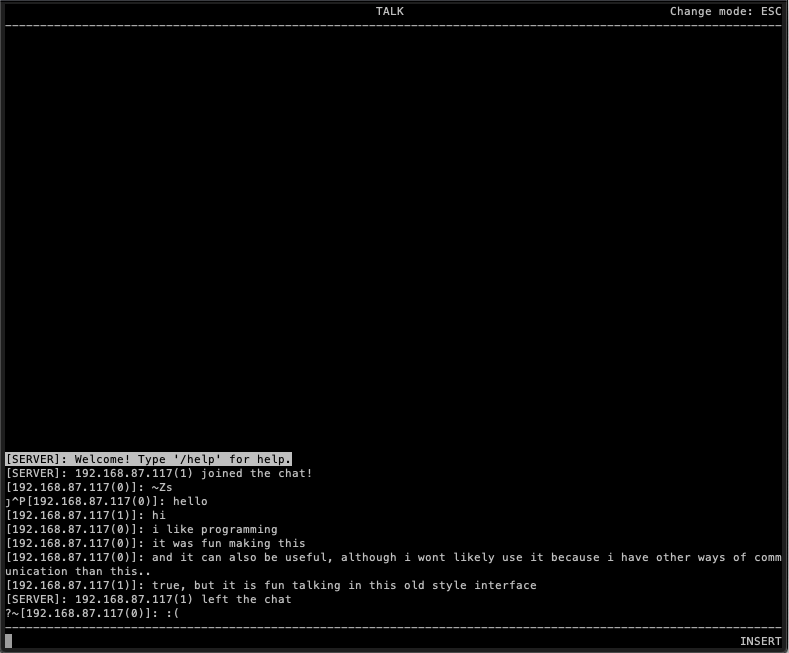 TALK Change mode: ESC
[SERVER]: Welcome! Type '/help' for help.
[SERVER]: 192.168.87.117(1) joined the chat!
[192.168.87.117(0)]: ~Zs
ȷ^P[192.168.87.117(0)]: hello
[192.168.87.117(1)]: hi
[192.168.87.117(0)]: i like programming
[192.168.87.117(0)]: it was fun making this
[192.168.87.117(0)]: and it can also be useful, although i wont likely use it because i have other ways of comm
unication than this..
[192.168.87.117(1)]: true, but it is fun talking in this old style interface
[SERVER]: 192.168.87.117(1) left the chat
?~[192.168.87.117(0)]: :(
INSERT